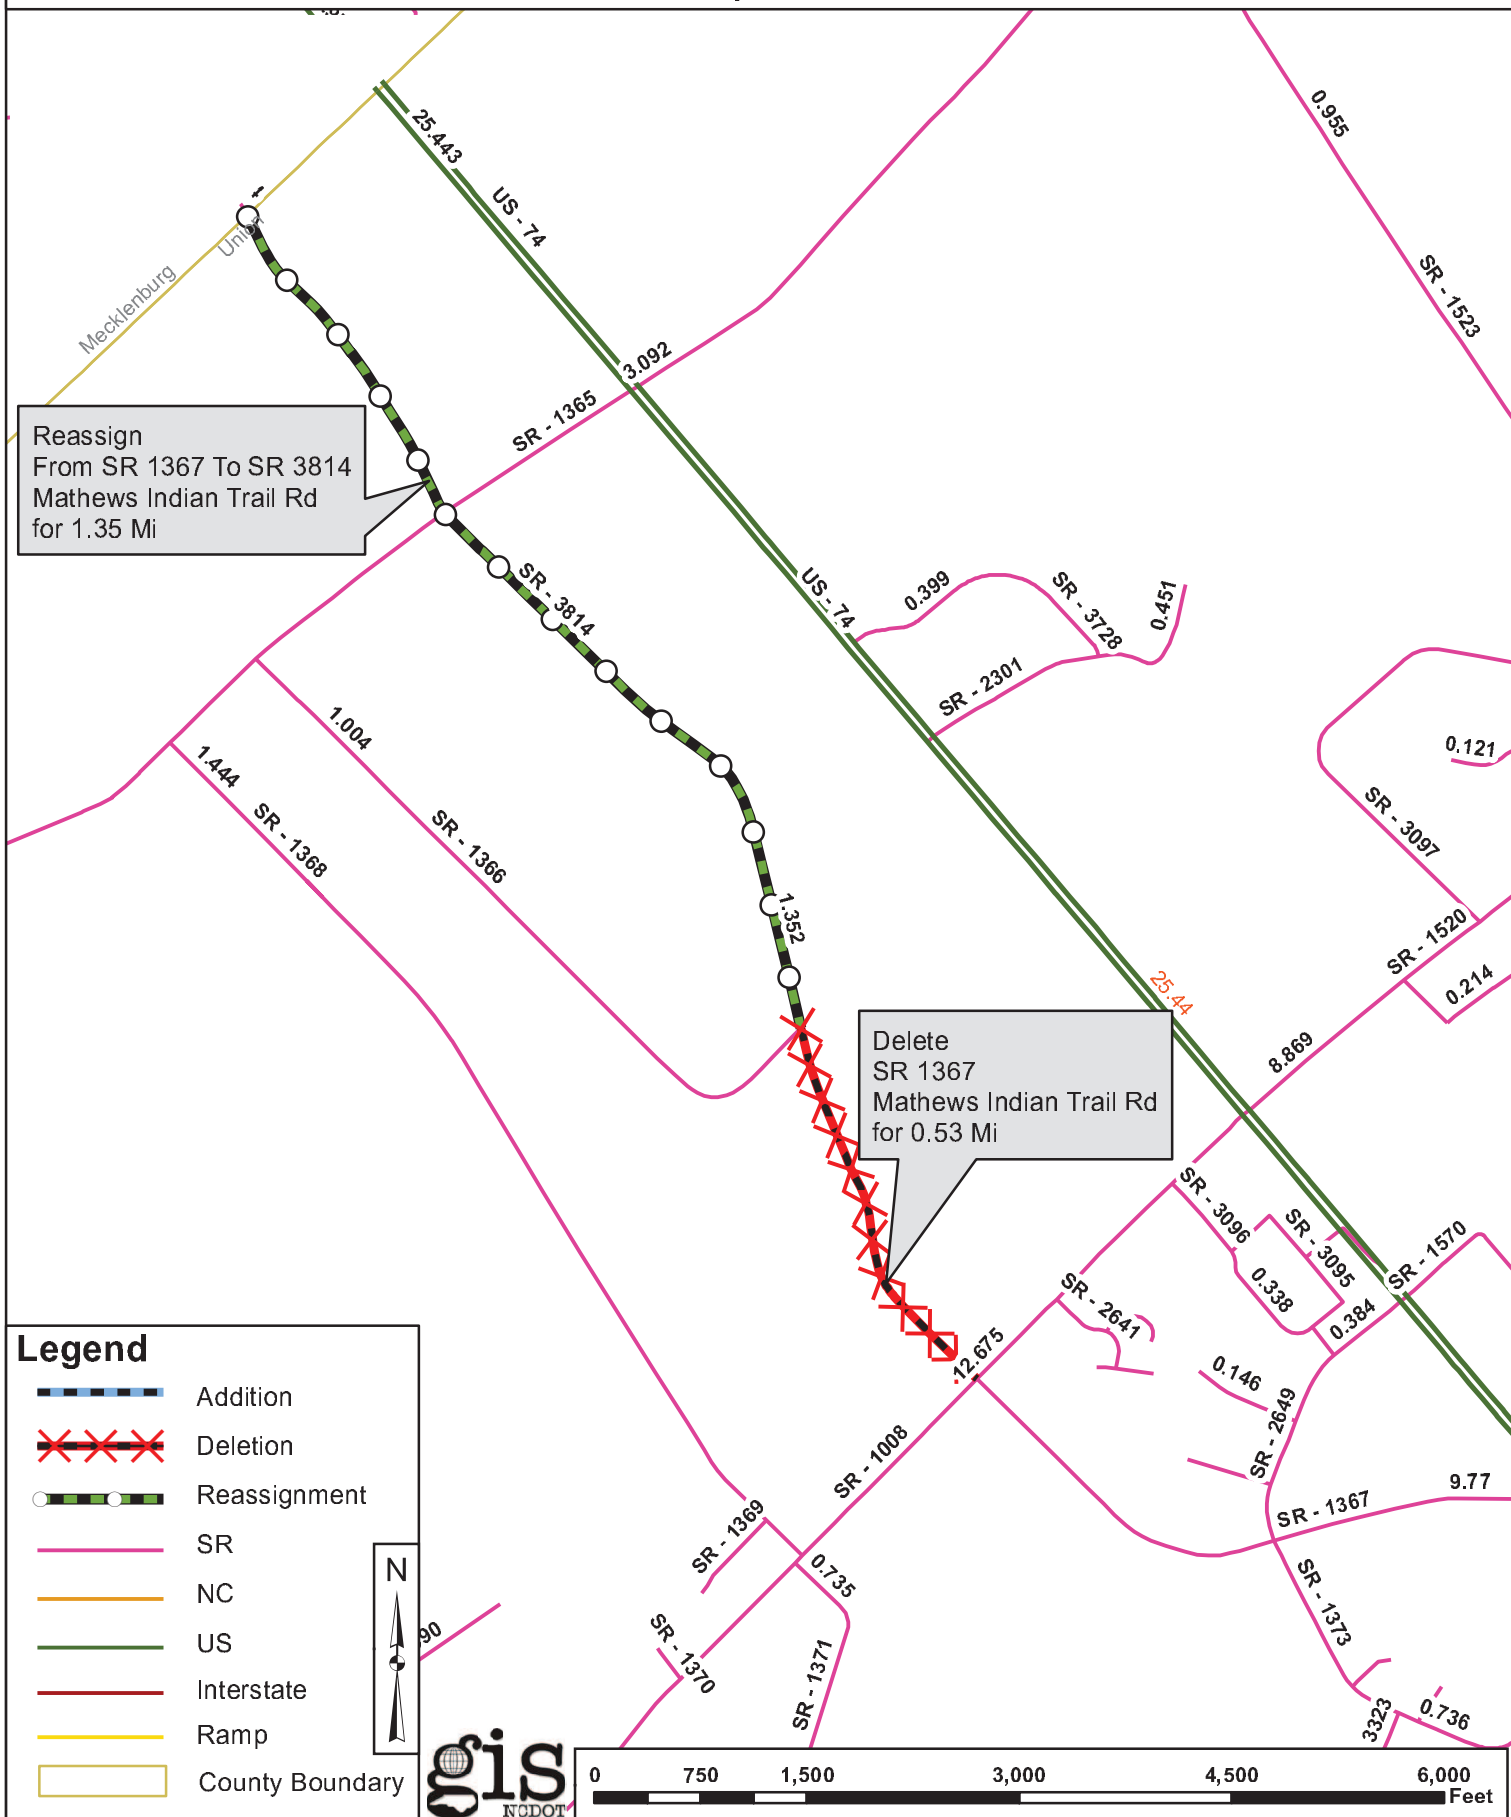 25.443
US - 74
Union
Mecklenburg
0.955
SR - 1523
3.092
SR - 1365
Reassign
From SR 1367 To SR 3814
Mathews Indian Trail Rd
for 1.35 Mi
SR - 3814
US - 74
0.399
SR - 3728
0.451
SR - 2301
1.004
1.444
SR - 1368
SR - 1366
0.121
SR - 3097
1.352
SR - 1520
0.214
25.44
8.869
Delete
SR 1367
Mathews Indian Trail Rd
for 0.53 Mi
SR - 3096
SR - 3095
SR - 1570
0.338
0.384
SR - 2641
12.675
0.146
SR - 2649
SR - 1008
SR - 1367
9.77
SR - 1369
0.735
SR - 1373
SR - 1370
SR - 1371
3323
0.736
90
Legend
Addition
Deletion
Reassignment
SR
NC
US
Interstate
Ramp
County Boundary
N
gis
NCDOT
0 750 1,500 3,000 4,500 6,000
Feet